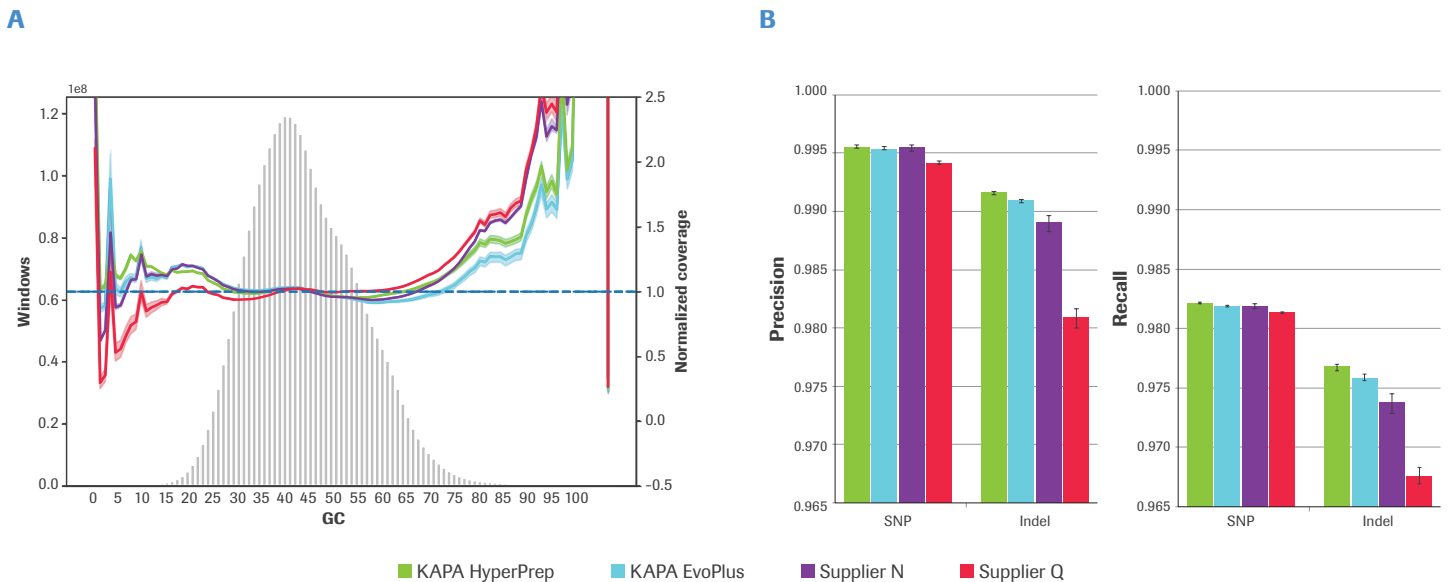 A
1e8
1.2
1.0
0.8
0.6
0.4
0.2
0.0
Windows
2.5
2.0
1.5
1.0
0.5
0.0
−0.5
Normalized coverage
0 5 10 15 20 25 30 35 40 45 50 55 60 65 70 75 80 85 90 95 100
GC
B
1.000
0.995
0.990
0.985
0.980
0.975
0.970
0.965
Precision
SNP Indel
1.000
0.995
0.990
0.985
0.980
0.975
0.970
0.965
Recall
SNP Indel
KAPA HyperPrep KAPA EvoPlus Supplier N Supplier Q